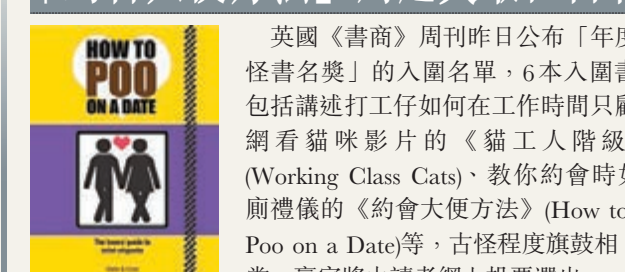 HOW TO
POO
ON A DATE
The lovers' guide to
toilet etiquette
英國《書商》周刊昨日公布「年度
怪書名獎」的入圍名單，6本入圍書
包括講述打工仔如何在工作時間只顧
網看貓咪影片的《貓工人階級
(Working Class Cats)、教你約會時如
廁禮儀的《約會大便方法》(How to
Poo on a Date)等，古怪程度旗鼓相